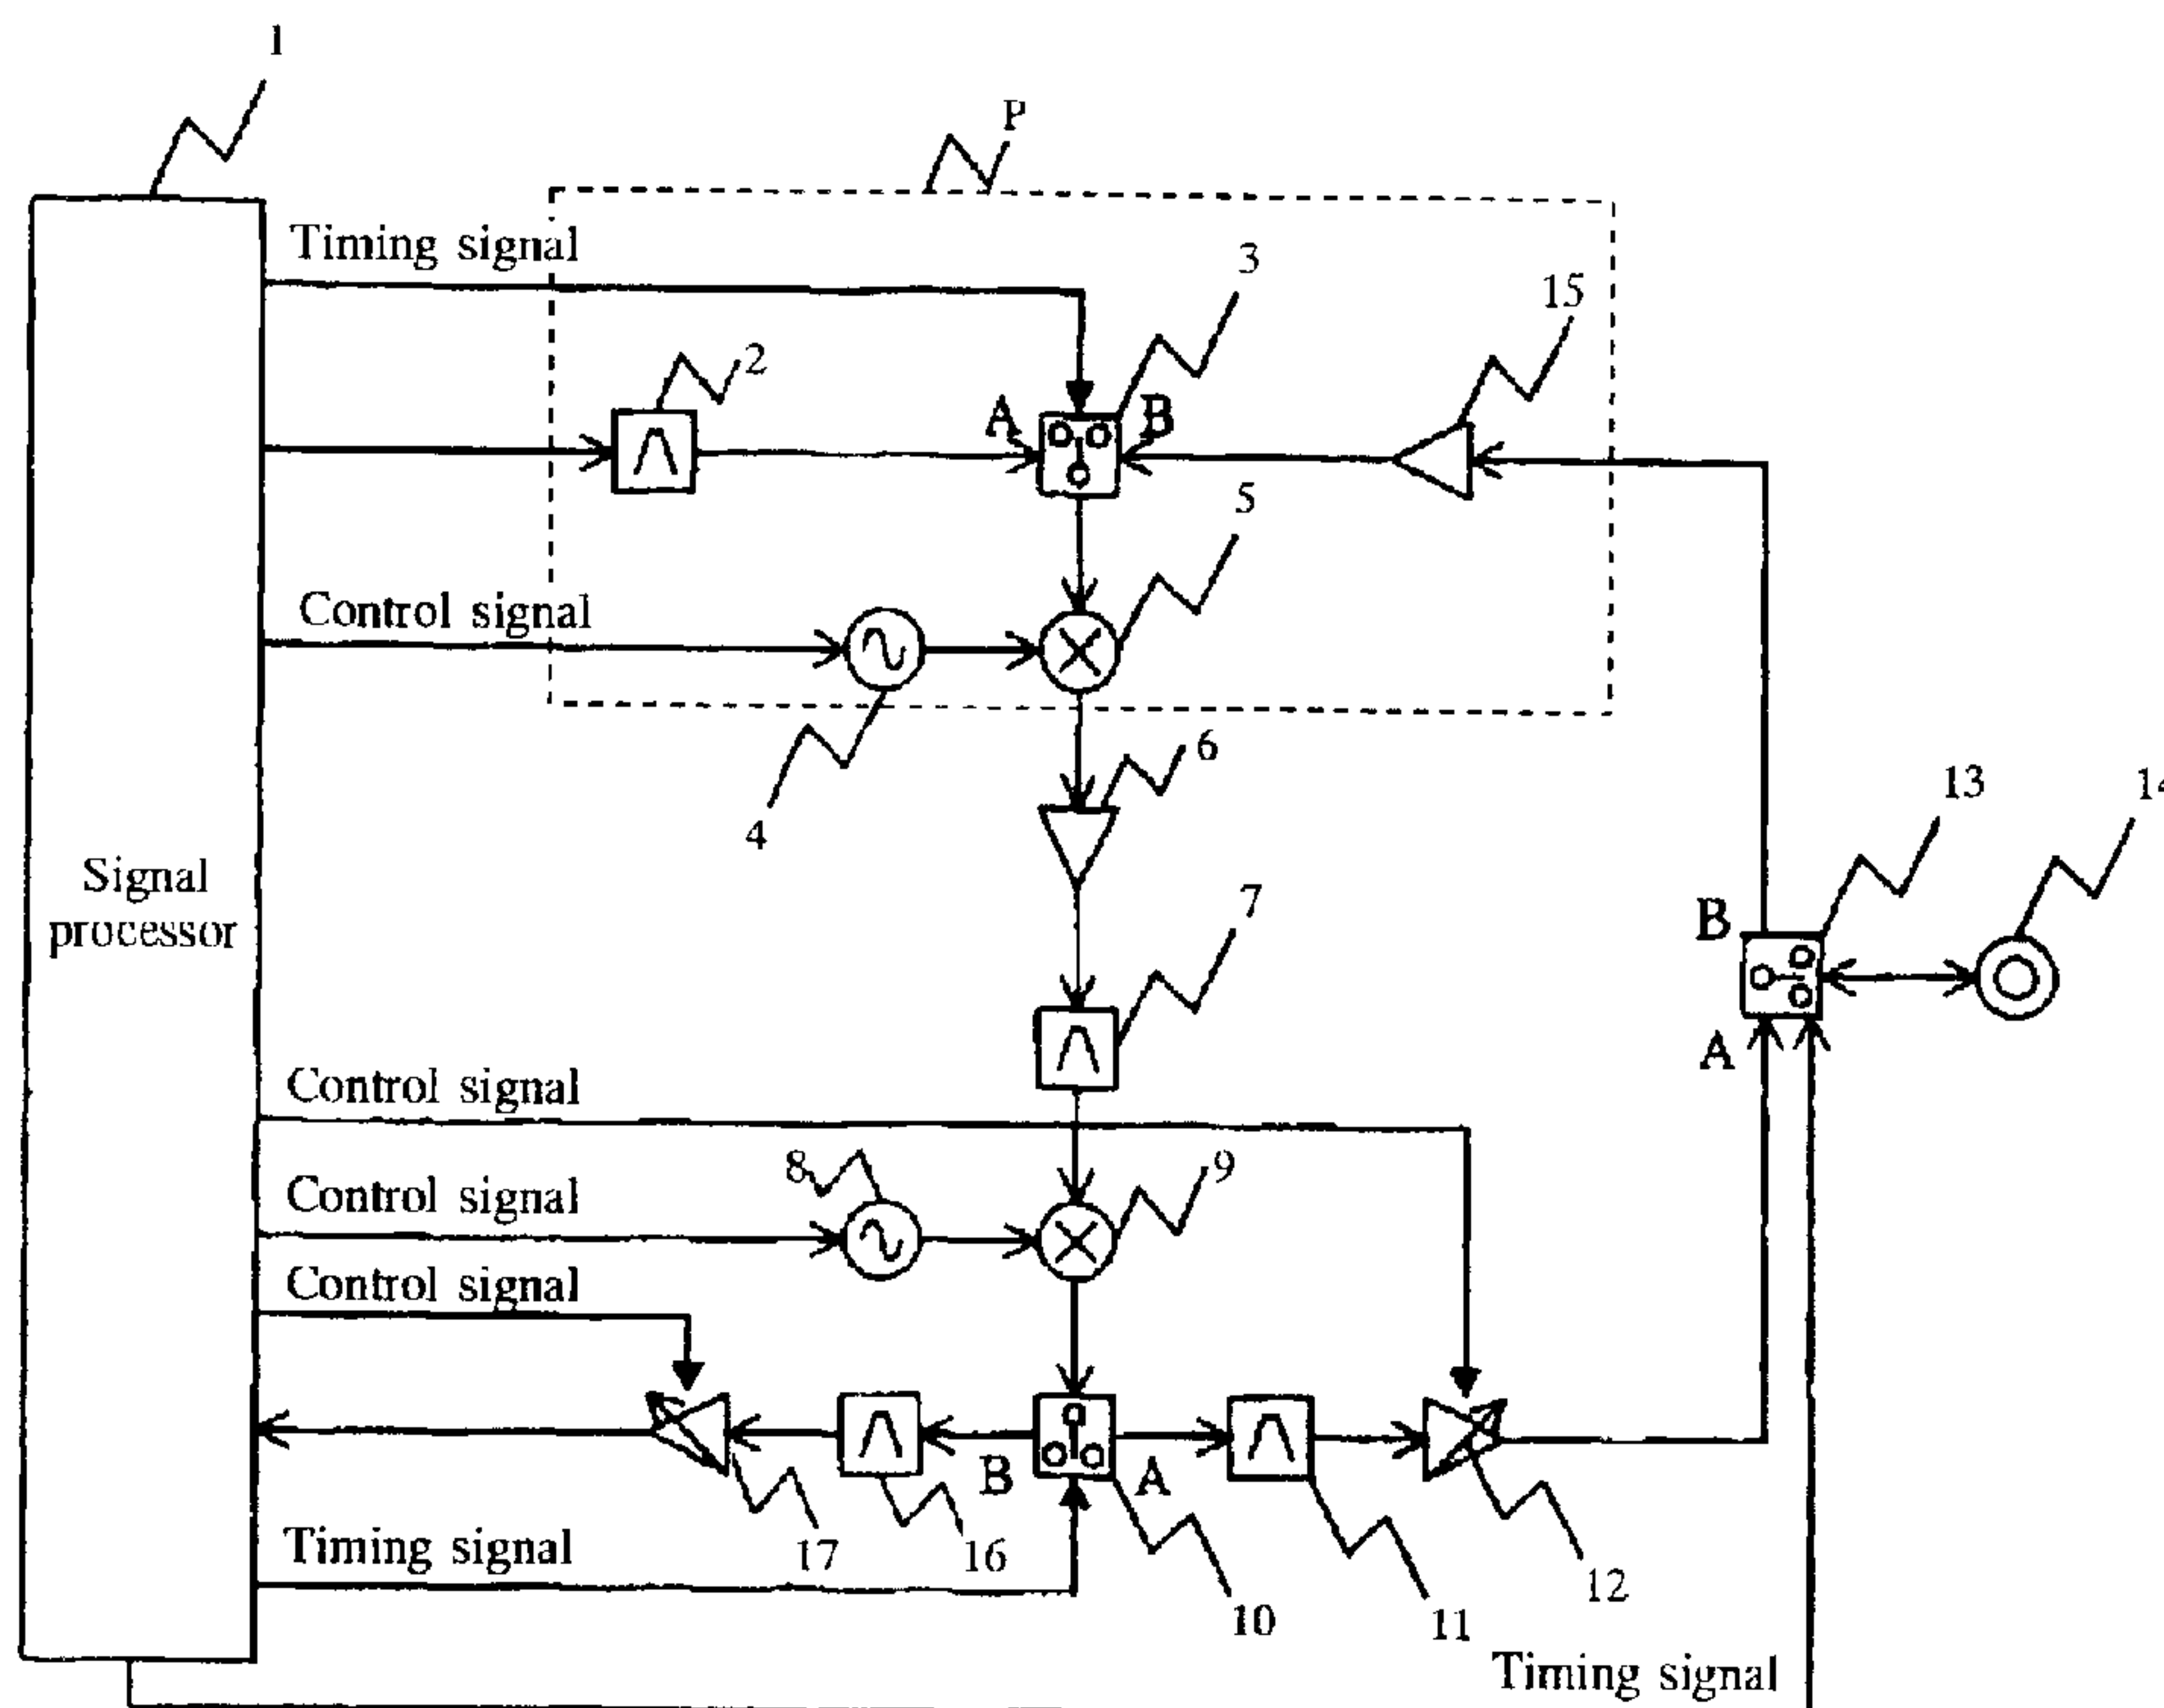 1
P
Timing signal
3
15
2
A
B
5
Control signal
6
4
13
14
7
Signal
processor
B
A
Control signal
8
9
Control signal
Control signal
B
A
Timing signal
17
16
12
10
11
Timing signal